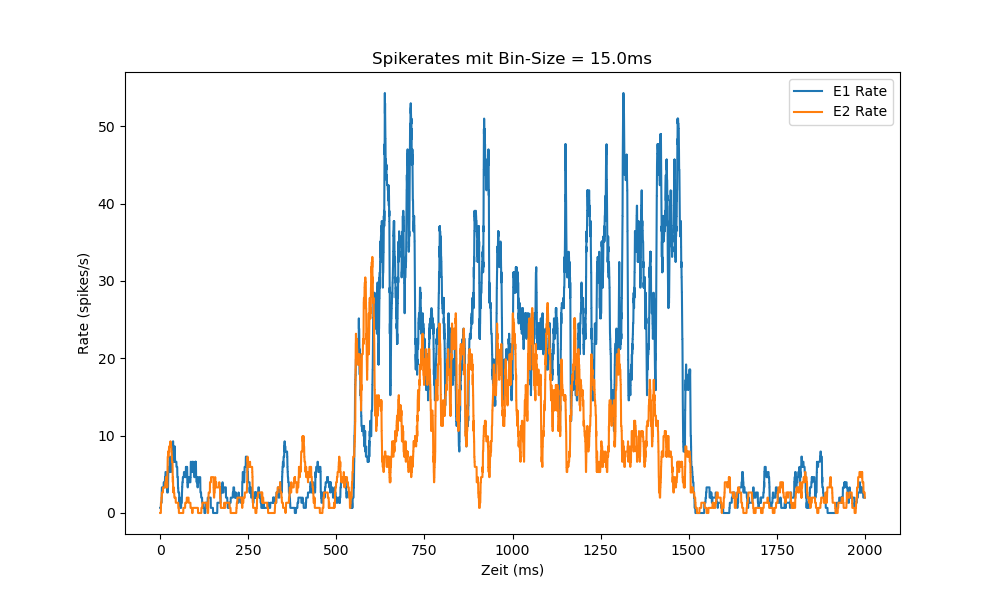 Spikerates mit Bin-Size = 15.0ms
E1 Rate
E2 Rate
Rate (spikes/s)
50
40
30
20
10
0
0 250 500 750 1000 1250 1500 1750 2000
Zeit (ms)